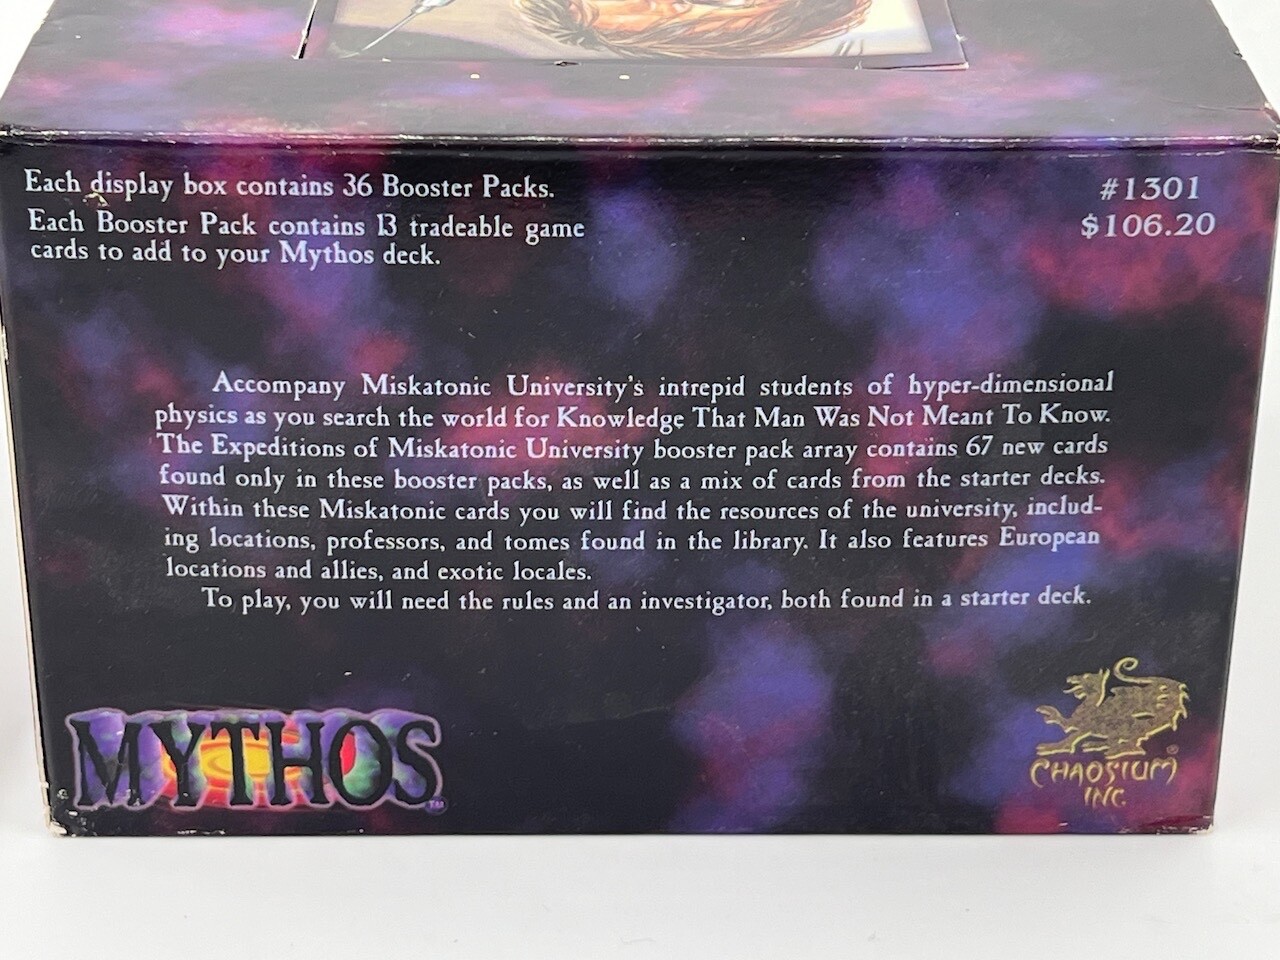 Each display box contains 36 Booster Packs.
Each Booster Pack contains 13 tradeable game
cards to add to your Mythos deck.
#1301
$106.20
Accompany Miskatonic University's intrepid students of hyper-dimensional
physics as you search the world for Knowledge That Man Was Not Meant To Know.
The Expeditions of Miskatonic University booster pack array contains 67 new cards
found only in these booster packs, as well as a mix of cards from the starter decks.
Within these Miskatonic cards you will find the resources of the university, includ-
ing locations, professors, and tomes found in the library. It also features European
locations and allies, and exotic locales.
To play, you will need the rules and an investigator, both found in a starter deck.
MYTHOS™
CHAOSIUM®
INC.